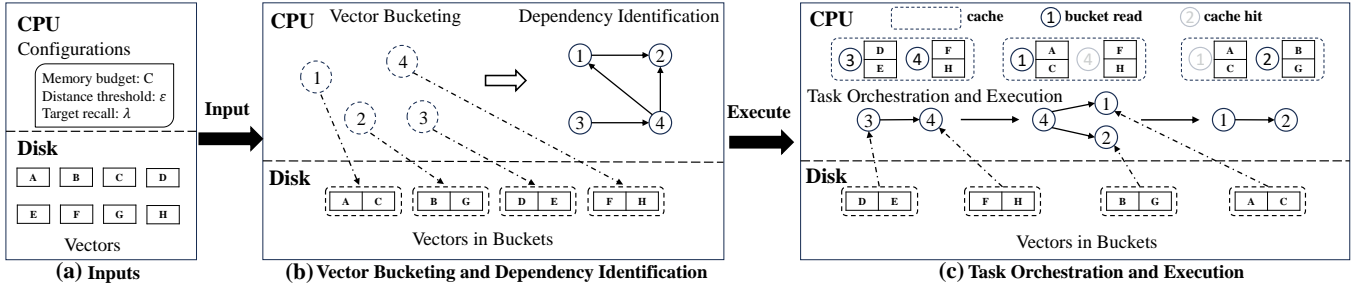 CPU
Configurations
Memory budget: C
Distance threshold: ε
Target recall: λ
Disk
A B C D
E F G H
Vectors
(a) Inputs
Input
CPU
Vector Bucketing
Dependency Identification
1 4
2 3
1 2
3 4
Disk
A C B G D E F H
Vectors in Buckets
(b) Vector Bucketing and Dependency Identification
Execute
CPU
cache 1 bucket read 2 cache hit
3 D E 4 F H 1 A C 4 F H 1 A C 2 B G
Task Orchestration and Execution
3 4 4 1 2 1 2
Disk
D E F H B G A C
Vectors in Buckets
(c) Task Orchestration and Execution